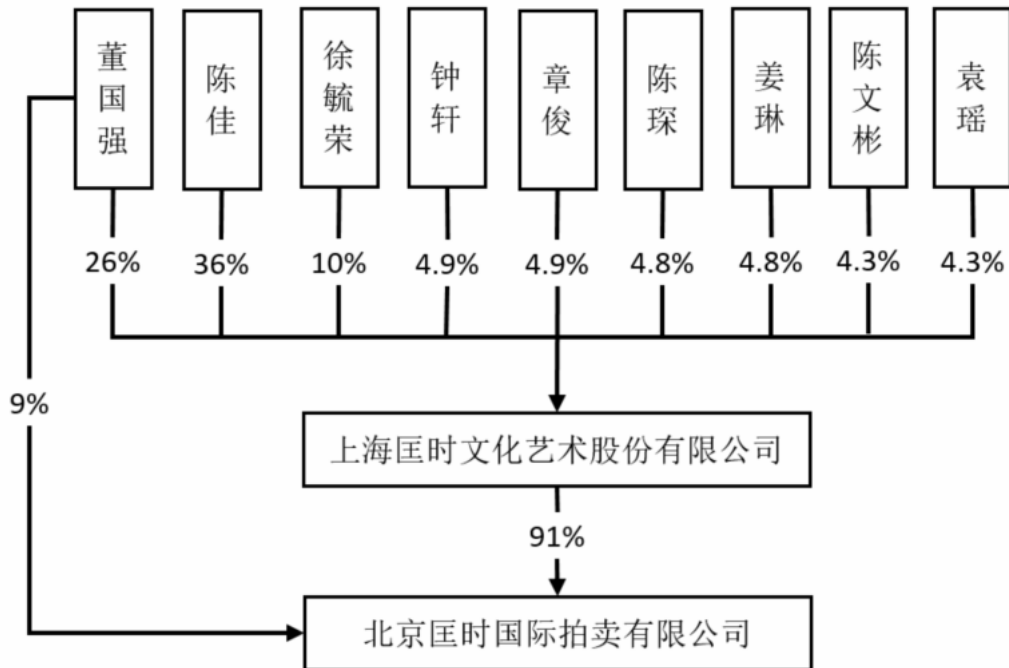 董国强
陈佳
徐毓荣
钟轩
章俊
陈琛
姜琳
陈文彬
袁瑶
26%
36%
10%
4.9%
4.9%
4.8%
4.8%
4.3%
4.3%
9%
上海匡时文化艺术股份有限公司
91%
北京匡时国际拍卖有限公司